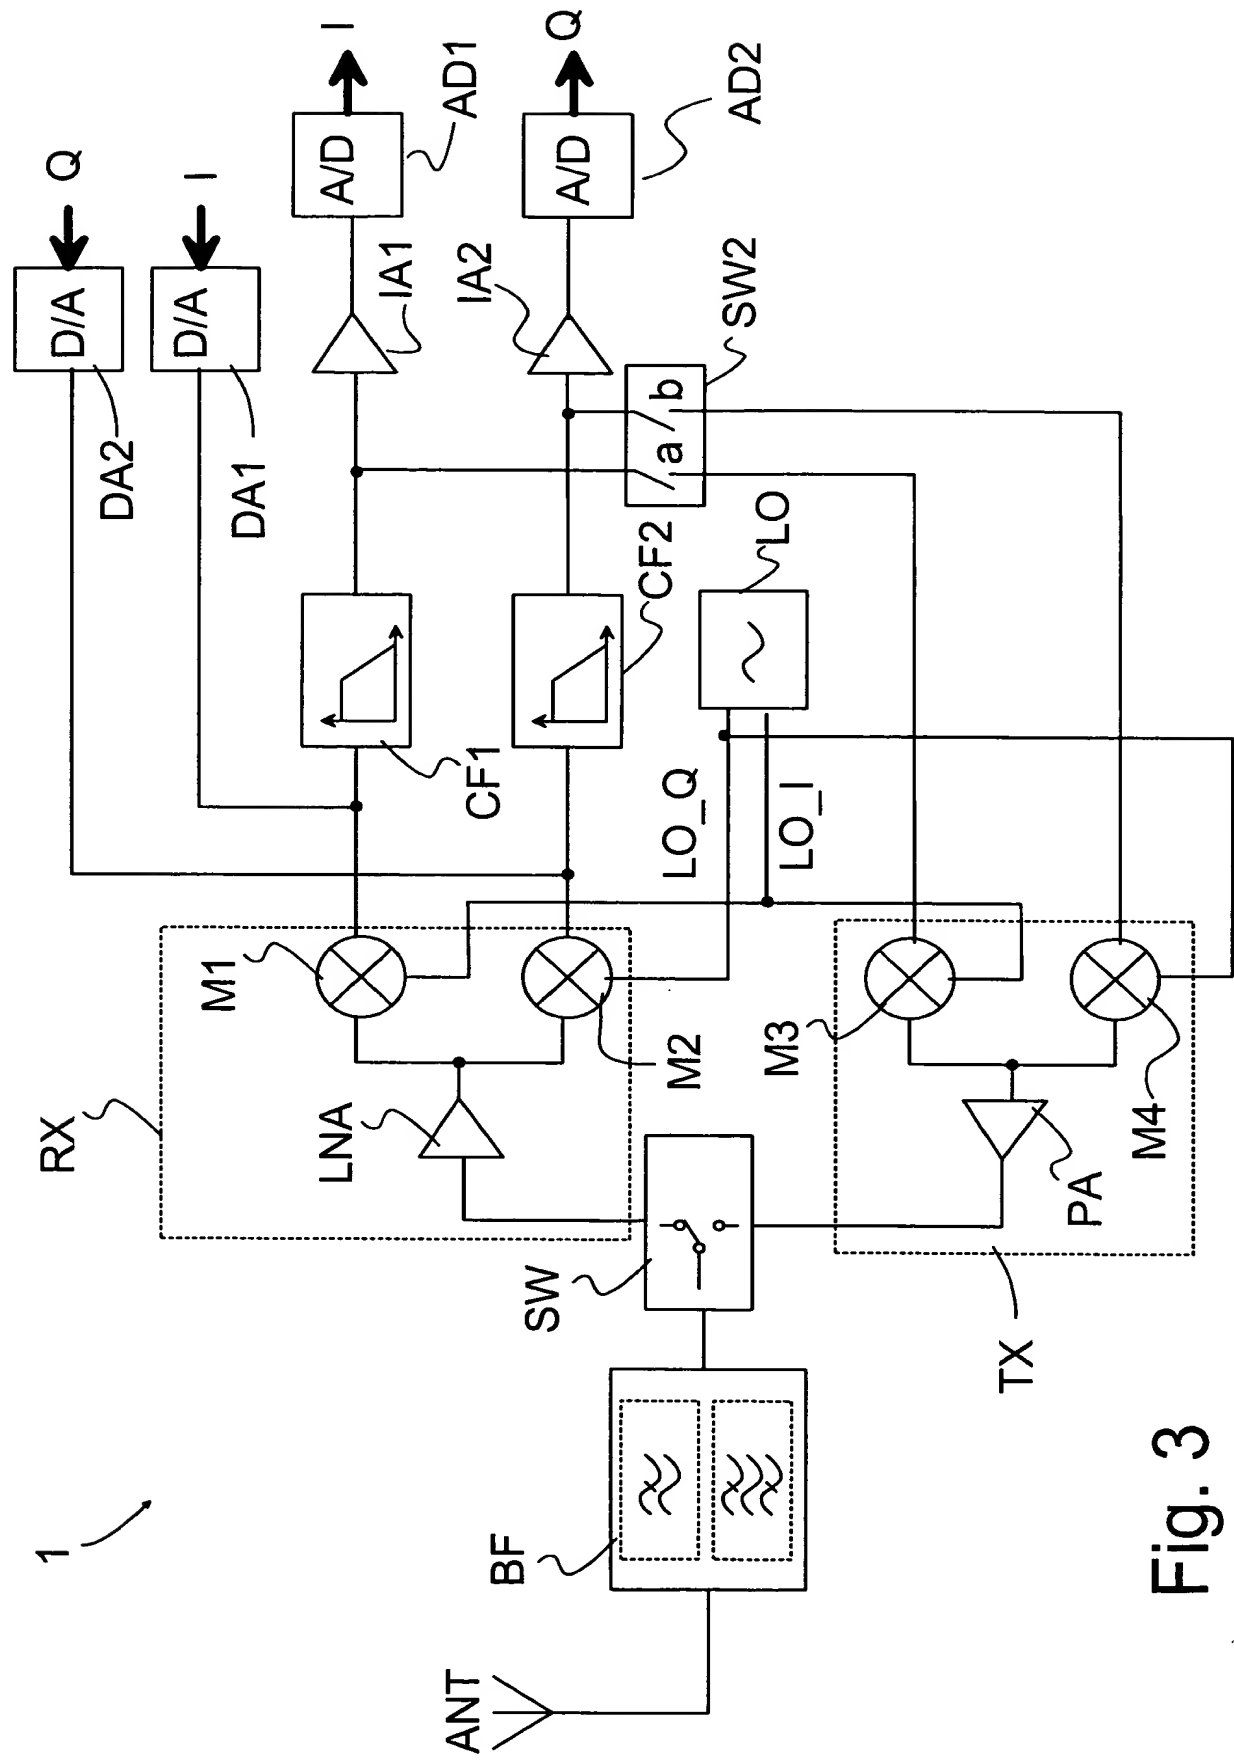 Q
I
I
Q
D/A
D/A
A/D
A/D
DA2
DA1
IA1
AD1
IA2
AD2
SW2
a
b
CF1
CF2
LO
LO_Q
LO_I
RX
M1
LNA
M2
M3
M4
PA
TX
SW
BF
ANT
1
Fig. 3